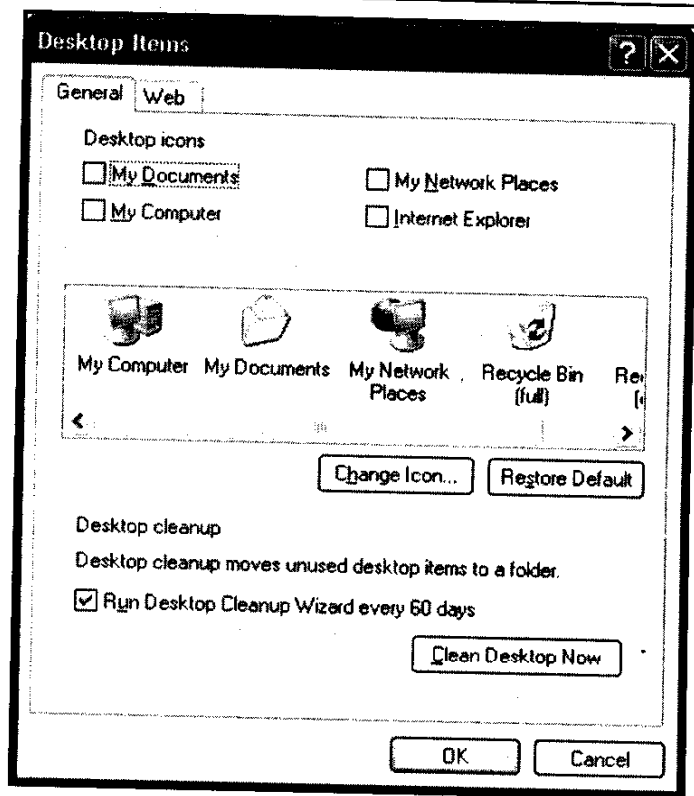 Desktop Items
General Web
Desktop icons
My Documents My Network Places
My Computer Internet Explorer
My Computer My Documents My Network Places Recycle Bin (full) Re
Change Icon... Restore Default
Desktop cleanup
Desktop cleanup moves unused desktop items to a folder.
Run Desktop Cleanup Wizard every 60 days
Clean Desktop Now
OK Cancel